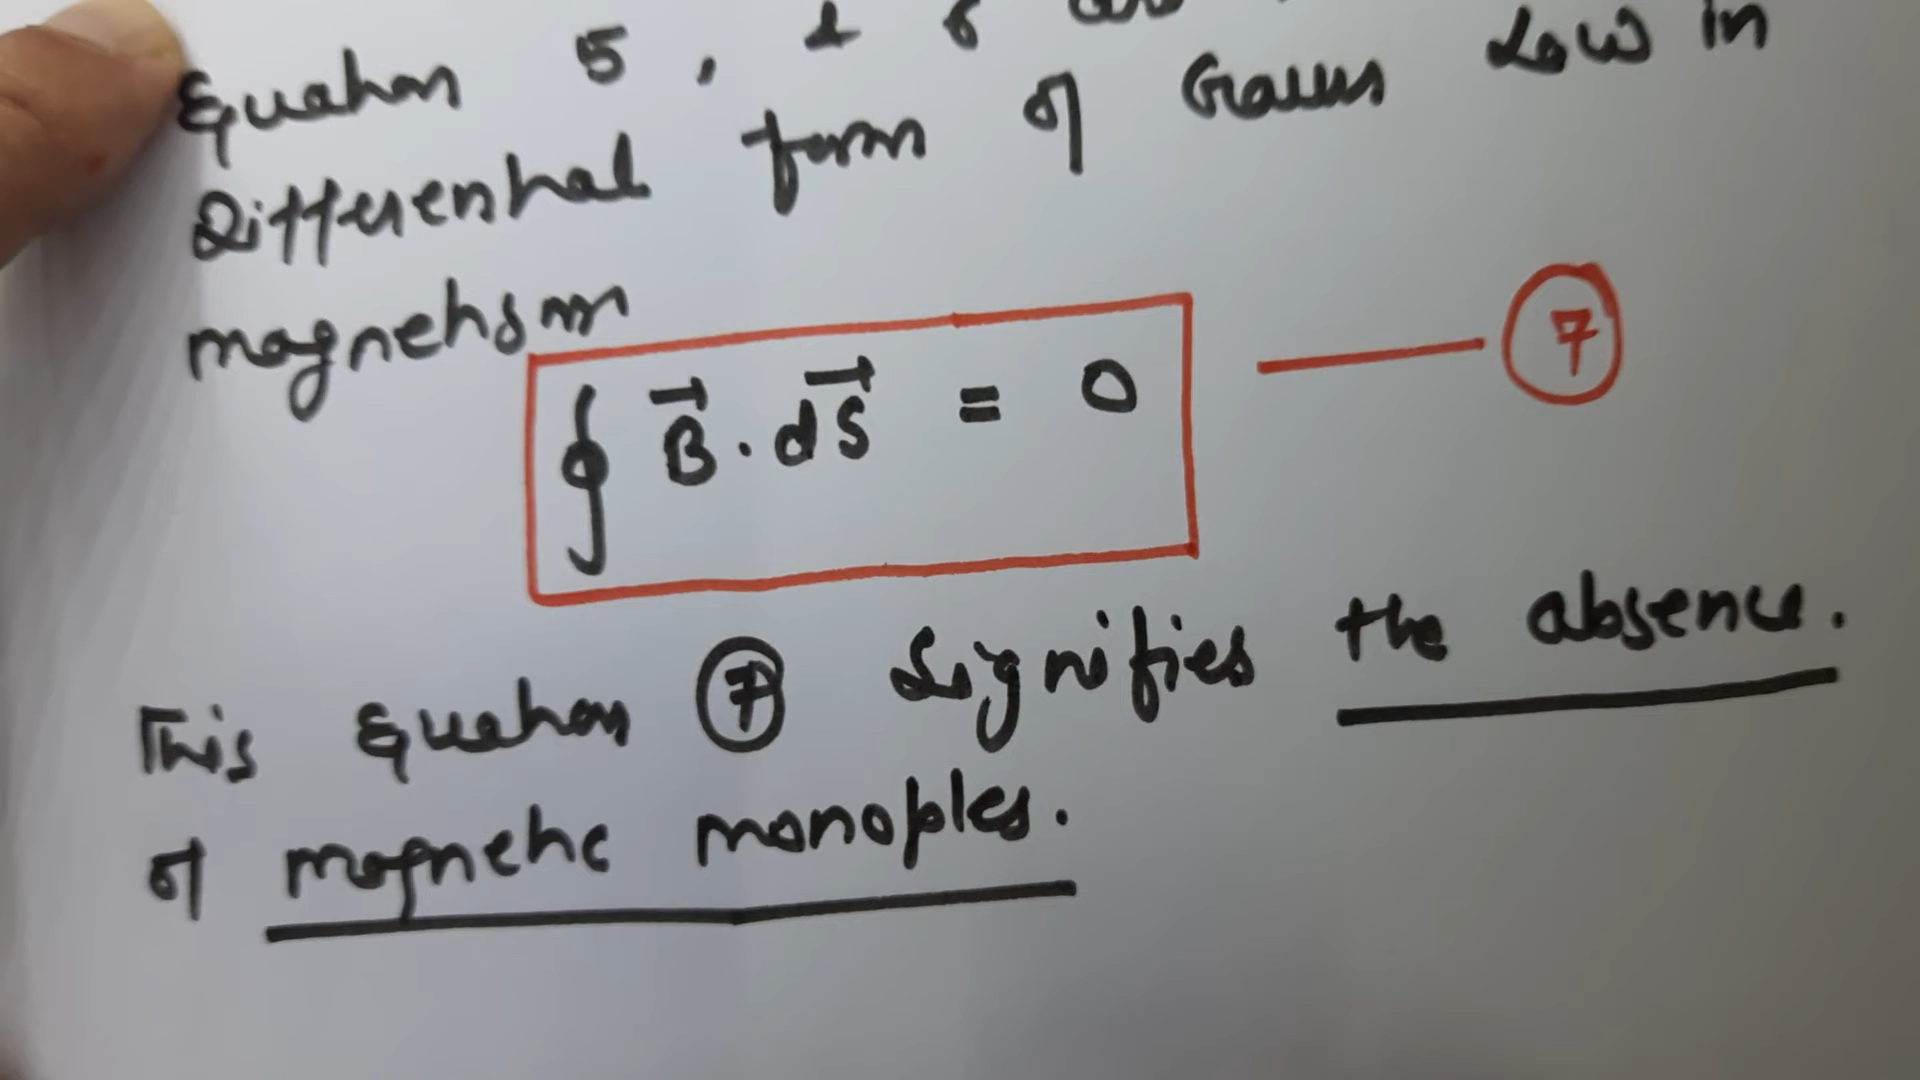 Equation 5, & 6
Differential form of Gauss Law in
magnetism
∮ B⃗ . dS⃗ = 0 —— 7
This Equation 7 Signifies the absence.
of magnetic monoples.